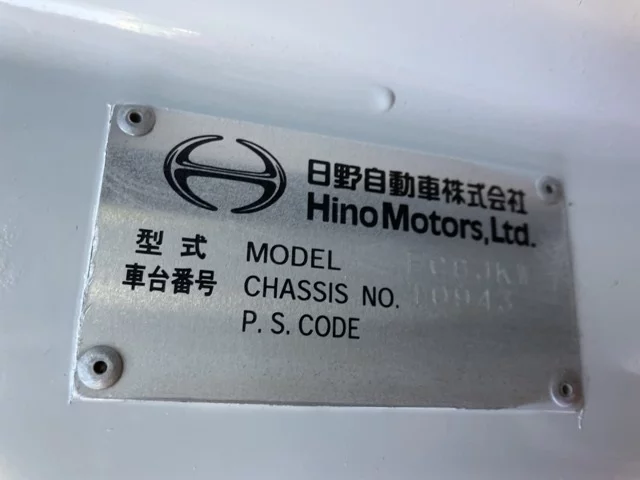 日野自動車株式会社
Hino Motors, Ltd.
型式 MODEL
車台番号 CHASSIS NO. 10943
P. S. CODE